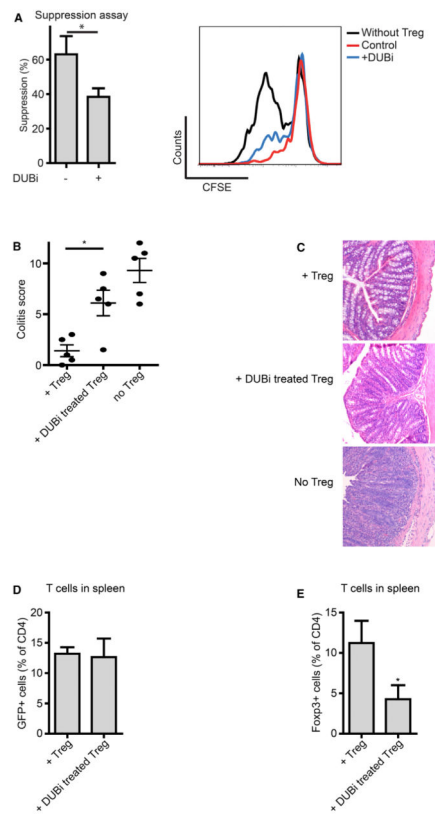 A
Suppression assay
*
Suppression (%)
80
60
40
20
0
DUBi
-
+
Without Treg
Control
+DUBi
Counts
CFSE
B
*
Colitis score
10
5
0
+ Treg
+ DUBi treated Treg
no Treg
C
+ Treg
+ DUBi treated Treg
No Treg
D
T cells in spleen
GFP+ cells (% of CD4)
20
15
10
5
0
+ Treg
+ DUBi treated Treg
E
T cells in spleen
Foxp3+ cells (% of CD4)
15
10
5
0
*
+ Treg
+ DUBi treated Treg